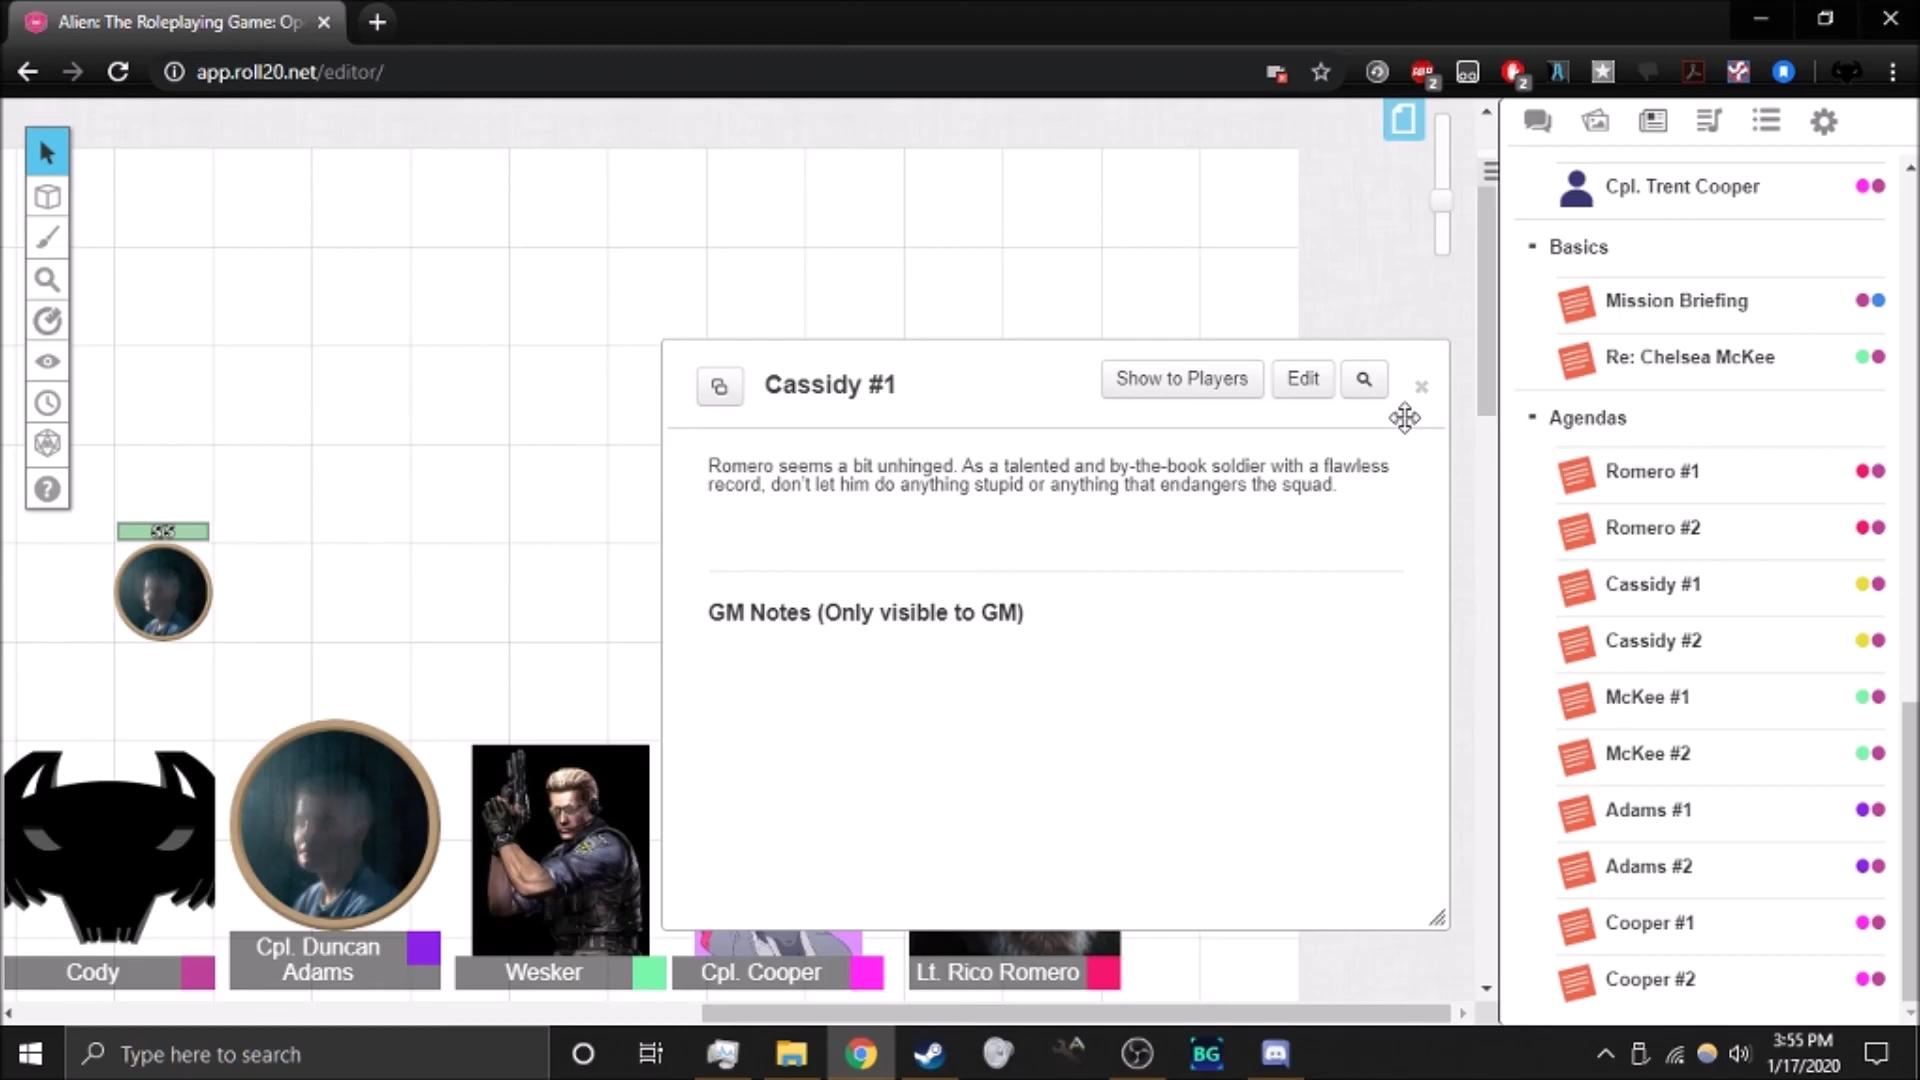 Alien: The Roleplaying Game: Op
app.roll20.net/editor/
2
2
Cpl. Trent Cooper
Basics
Mission Briefing
Re: Chelsea McKee
Agendas
Romero #1
Romero #2
Cassidy #1
Cassidy #2
McKee #1
McKee #2
Adams #1
Adams #2
Cooper #1
Cooper #2
Cassidy #1
Show to Players
Edit
Romero seems a bit unhinged. As a talented and by-the-book soldier with a flawless
record, don't let him do anything stupid or anything that endangers the squad.
GM Notes (Only visible to GM)
Cody
Cpl. Duncan
Adams
Wesker
Cpl. Cooper
Lt. Rico Romero
Type here to search
BG
3:55 PM
1/17/2020